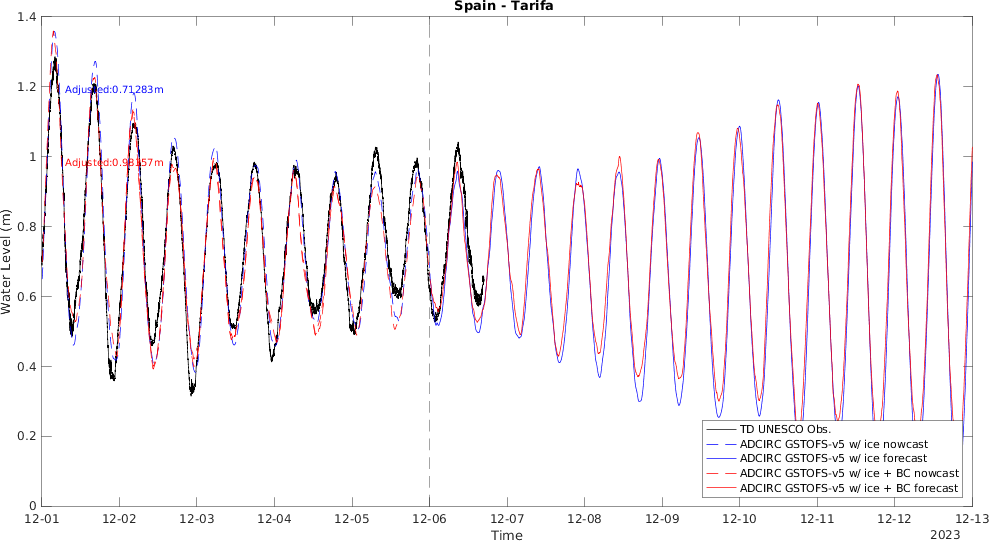 Spain - Tarifa
Water Level (m)
1.4
1.2
1
0.8
0.6
0.4
0.2
0
Adjusted:0.71283m
Adjusted:0.98157m
TD UNESCO Obs.
ADCIRC GSTOFS-v5 w/ ice nowcast
ADCIRC GSTOFS-v5 w/ ice forecast
ADCIRC GSTOFS-v5 w/ ice + BC nowcast
ADCIRC GSTOFS-v5 w/ ice + BC forecast
12-01 12-02 12-03 12-04 12-05 12-06 12-07 12-08 12-09 12-10 12-11 12-12 12-13
Time
2023